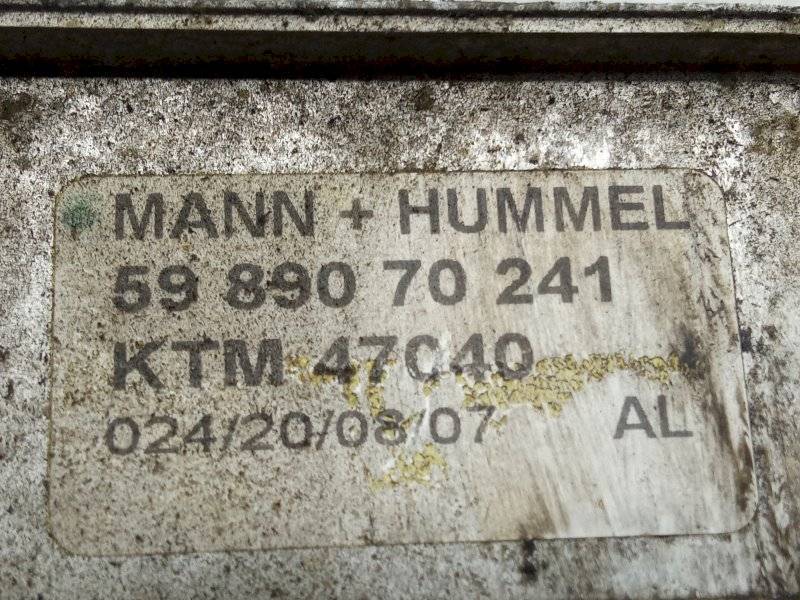 MANN + HUMMEL
59 890 70 241
KTM 47040
024/20/08/07 AL